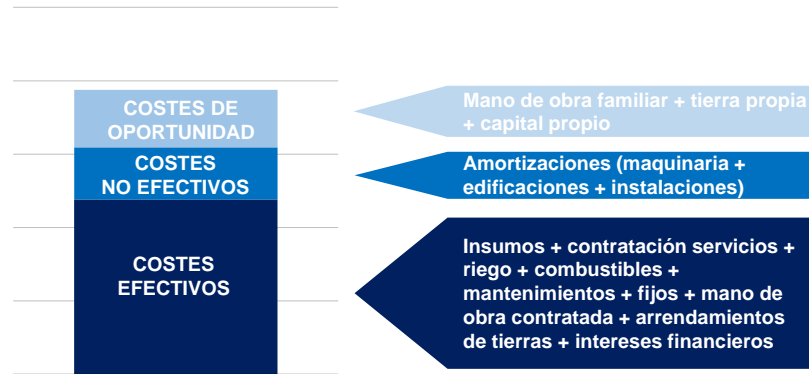 COSTES DE
OPORTUNIDAD
Mano de obra familiar + tierra propia
+ capital propio
COSTES
NO EFECTIVOS
Amortizaciones (maquinaria +
edificaciones + instalaciones)
COSTES
EFECTIVOS
Insumos + contratación servicios +
riego + combustibles +
mantenimientos + fijos + mano de
obra contratada + arrendamientos
de tierras + intereses financieros